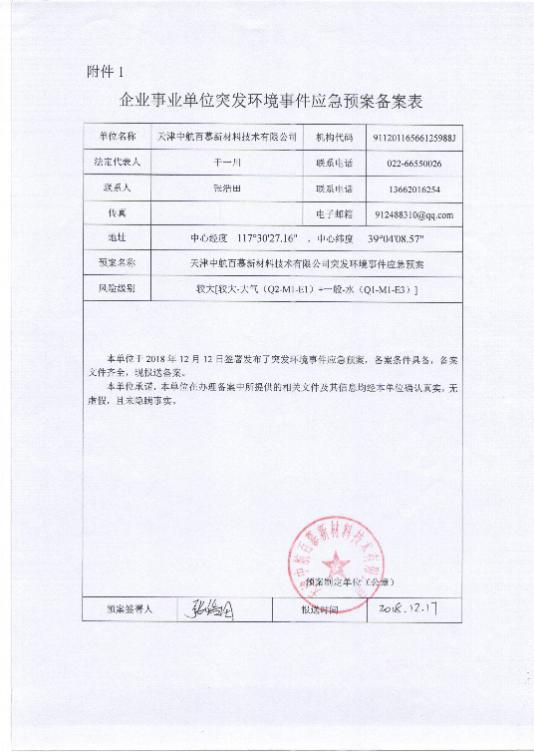 附件 1
企业事业单位突发环境事件应急预案备案表
单位名称 天津中航百慕新材料技术有限公司 机构代码 91120116566125988J
法定代表人 于一川 联系电话 022-66550026
联系人 张浩田 联系电话 13662016254
传真 电子邮箱 912488310@qq.com
地址 中心经度 117°30'27.16" ,中心纬度 39°04'08.57"
预案名称 天津中航百慕新材料技术有限公司突发环境事件应急预案
风险级别 较大[较大-大气(Q2-M1-E1)+一般-水(Q1-M1-E3)]
本单位于 2018 年 12 月 12 日签署发布了突发环境事件应急预案,备案条件具备,备案
文件齐全,现报送备案。
本单位承诺,本单位在办理备案中所提供的相关文件及其信息均经本单位确认真实,无
虚假,且未隐瞒事实。
天津中航百慕新材料技术有限公司
预案制定单位(公章)
预案签署人 报送时间 2018.12.17